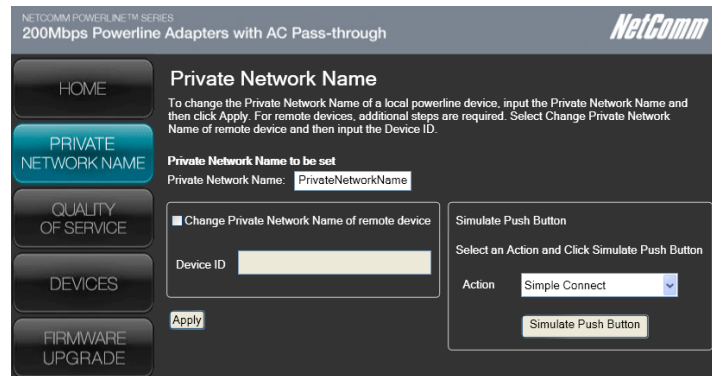 NETCOMM POWERLINE™ SERIES
200Mbps Powerline Adapters with AC Pass-through
NetComm
HOME
PRIVATE
NETWORK NAME
QUALITY
OF SERVICE
DEVICES
FIRMWARE
UPGRADE
Private Network Name
To change the Private Network Name of a local powerline device, input the Private Network Name and
then click Apply. For remote devices, additional steps are required. Select Change Private Network
Name of remote device and then input the Device ID.
Private Network Name to be set
Private Network Name: PrivateNetworkName
Change Private Network Name of remote device
Device ID
Apply
Simulate Push Button
Select an Action and Click Simulate Push Button
Action Simple Connect
Simulate Push Button